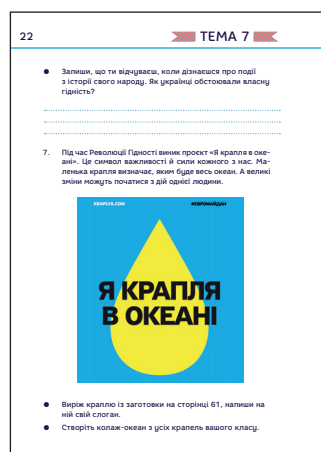 22
ТЕМА 7
● Запиши, що ти відчуваєш, коли дізнаєшся про події
з історії свого народу. Як українці обстоювали власну
гідність?
7. Під час Революції Гідності виник проєкт «Я крапля в оке-
ані». Це символ важливості й сили кожного з нас. Ма-
ленька крапля визначає, яким буде весь океан. А великі
зміни можуть початися з дій однієї людини.
KRAPLYA.COM
#ЄВРОМАЙДАН
Я КРАПЛЯ
В ОКЕАНІ
● Виріж краплю із заготовки на сторінці 61, напиши на
ній свій слоган.
● Створіть колаж-океан з усіх крапель вашого класу.